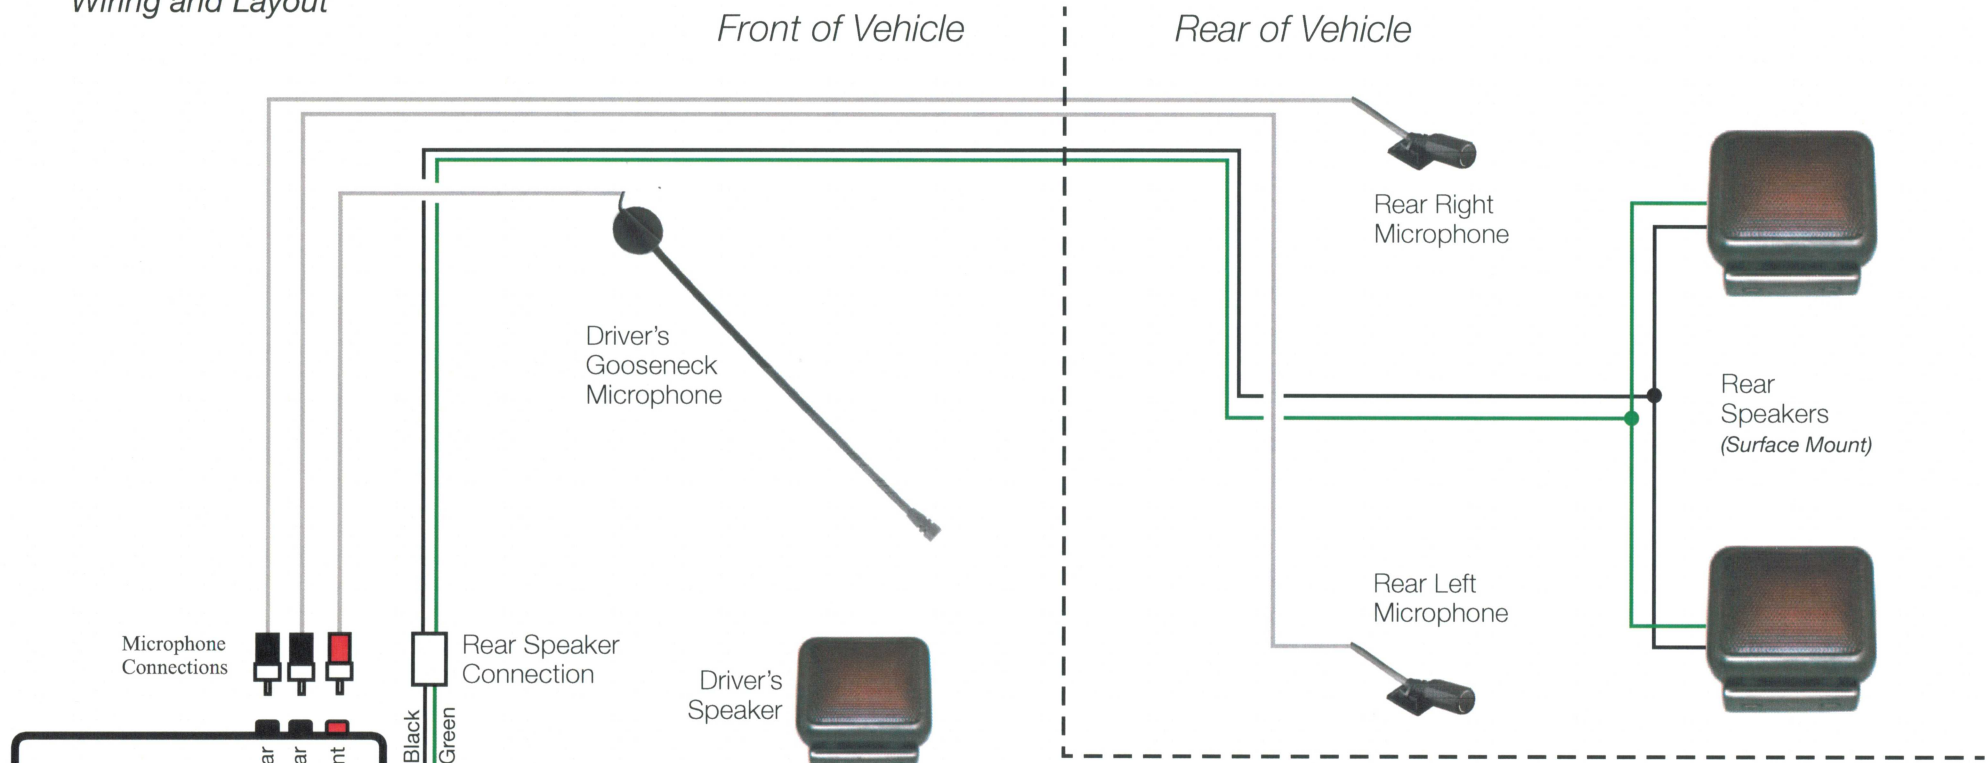 Wiring and Layout
Front of Vehicle
Rear of Vehicle
Rear Right
Microphone
Driver's
Gooseneck
Microphone
Rear
Speakers
(Surface Mount)
Rear Left
Microphone
Microphone
Connections
Rear Speaker
Connection
Driver's
Speaker
Black
Green